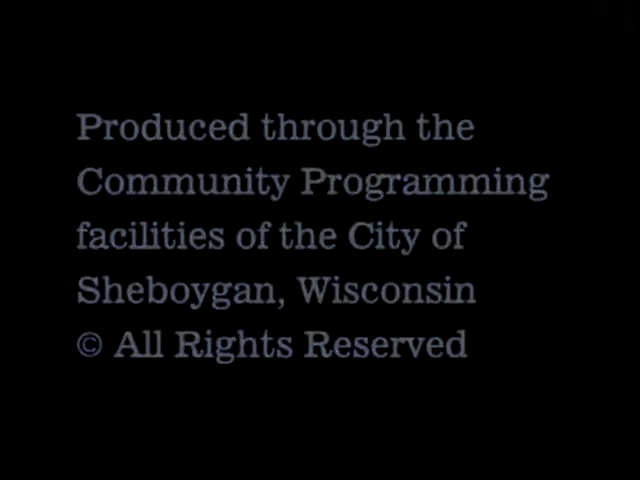 Produced through the
Community Programming
facilities of the City of
Sheboygan, Wisconsin
© All Rights Reserved